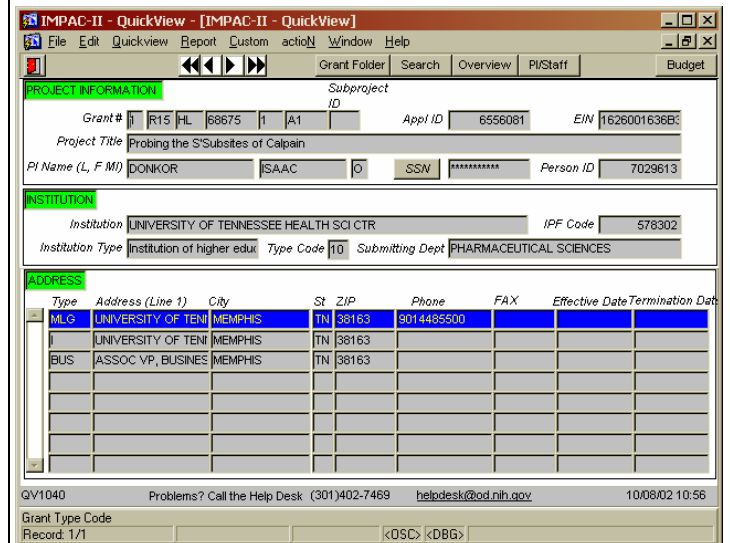 IMPAC-II - QuickView - [IMPAC-II - QuickView]
File Edit Quickview Report Custom actioN Window Help
Grant Folder Search Overview PI/Staff Budget
PROJECT INFORMATION
Subproject ID
Grant # 1 R15 HL 68675 1 A1 Appl ID 6556081 EIN 1626001636B3
Project Title Probing the S'Subsites of Calpain
PI Name (L, F MI) DONKOR ISAAC O SSN *********** Person ID 7029613
INSTITUTION
Institution UNIVERSITY OF TENNESSEE HEALTH SCI CTR IPF Code 578302
Institution Type Institution of higher educ Type Code 10 Submitting Dept PHARMACEUTICAL SCIENCES
ADDRESS
Type Address (Line 1) City St ZIP Phone FAX Effective Date Termination Date
MLG UNIVERSITY OF TENN MEMPHIS TN 38163 9014485500
I UNIVERSITY OF TENN MEMPHIS TN 38163
BUS ASSOC VP, BUSINES MEMPHIS TN 38163
QV1040 Problems? Call the Help Desk (301)402-7469 helpdesk@od.nih.gov 10/08/02 10:56
Grant Type Code
Record: 1/1 <OSC> <DBG>